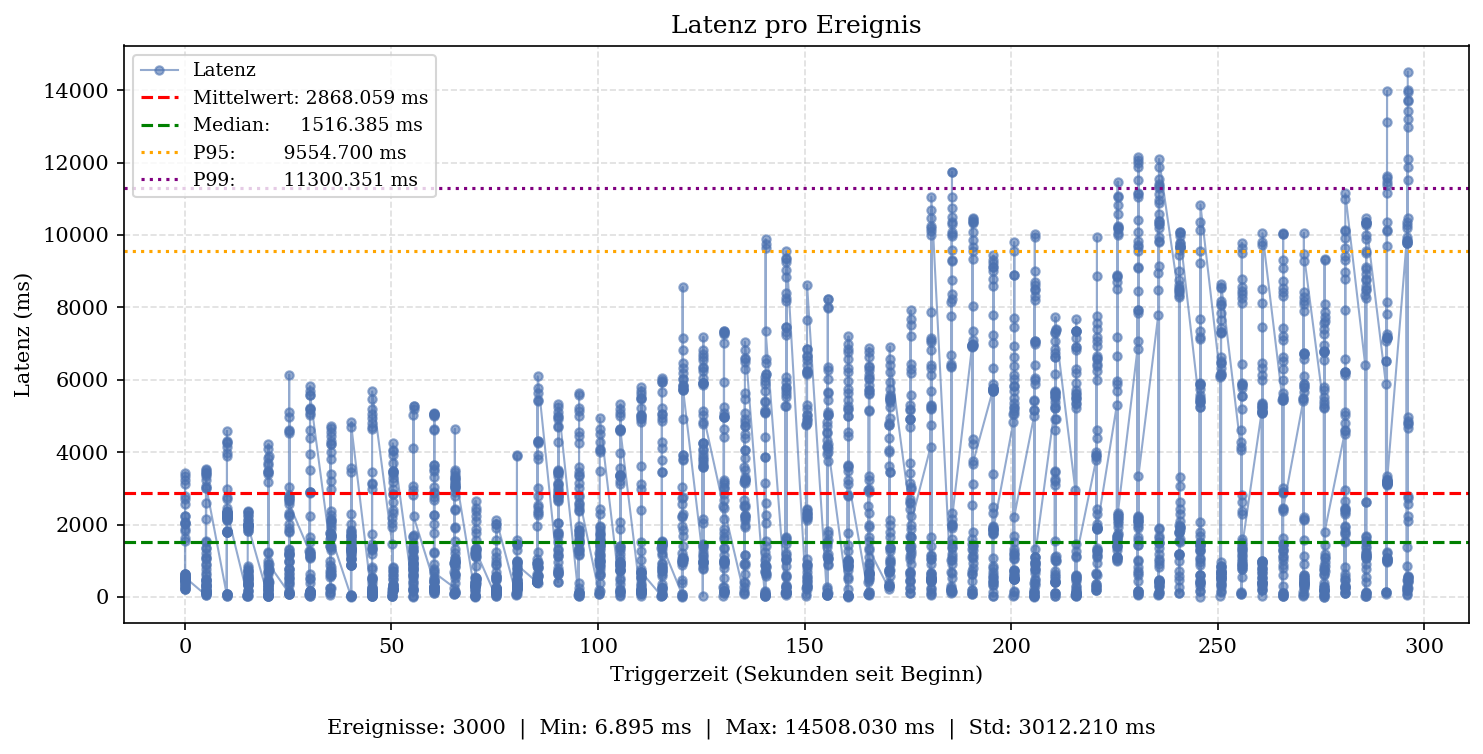 Latenz pro Ereignis
Latenz
Mittelwert: 2868.059 ms
Median: 1516.385 ms
P95: 9554.700 ms
P99: 11300.351 ms
Latenz (ms)
14000
12000
10000
8000
6000
4000
2000
0
0 50 100 150 200 250 300
Triggerzeit (Sekunden seit Beginn)
Ereignisse: 3000 | Min: 6.895 ms | Max: 14508.030 ms | Std: 3012.210 ms